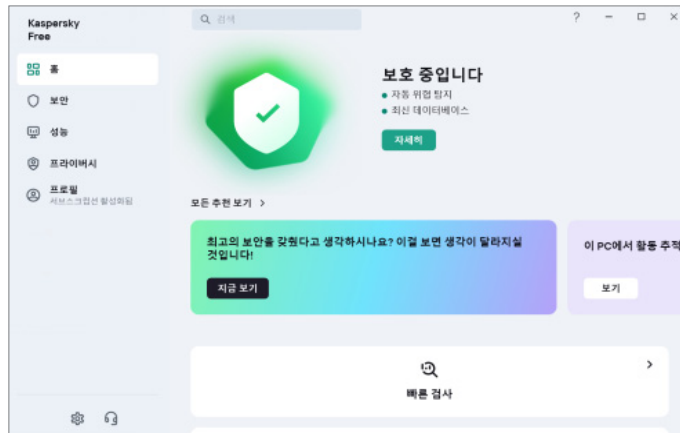 Kaspersky
Free
검색
홈
보안
성능
프라이버시
프로필
서브스크립션 활성화됨
보호 중입니다
자동 위협 탐지
최신 데이터베이스
자세히
모든 추천 보기
최고의 보안을 갖췄다고 생각하시나요? 이걸 보면 생각이 달라지실
것입니다!
지금 보기
이 PC에서 활동 추적
보기
빠른 검사